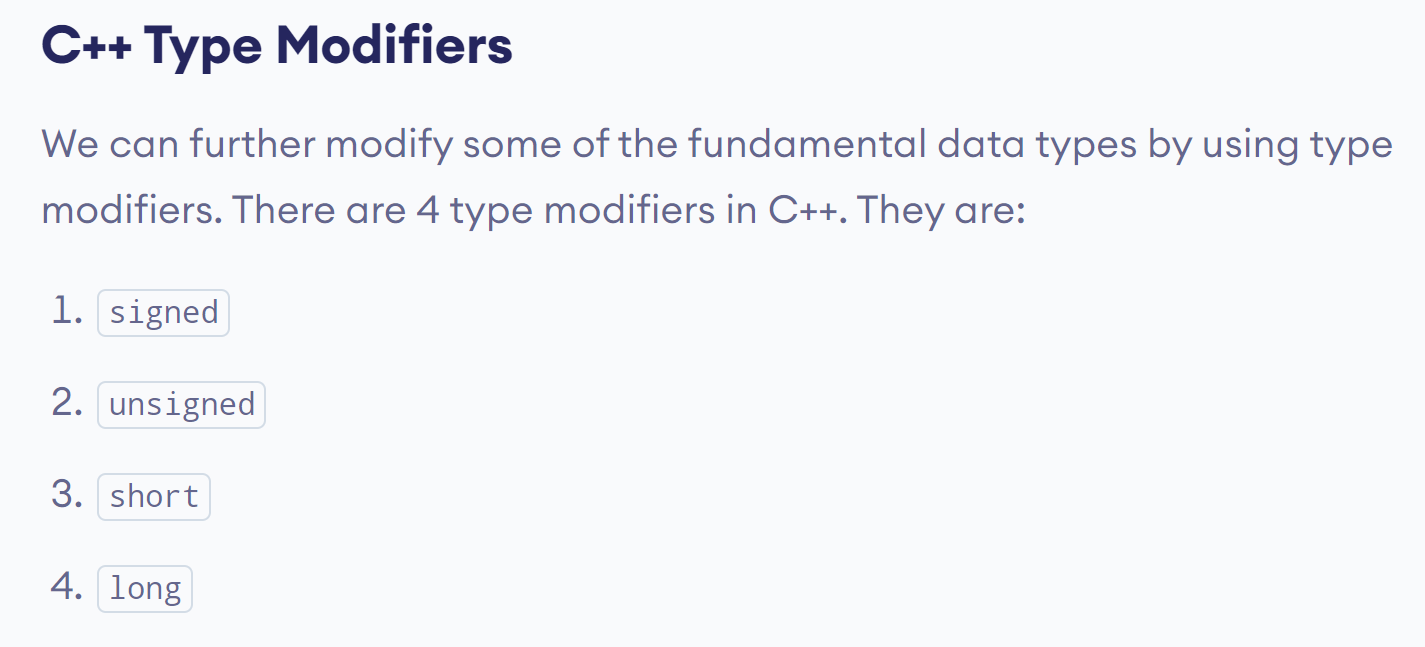 C++ Type Modifiers
We can further modify some of the fundamental data types by using type
modifiers. There are 4 type modifiers in C++. They are:
1. signed
2. unsigned
3. short
4. long